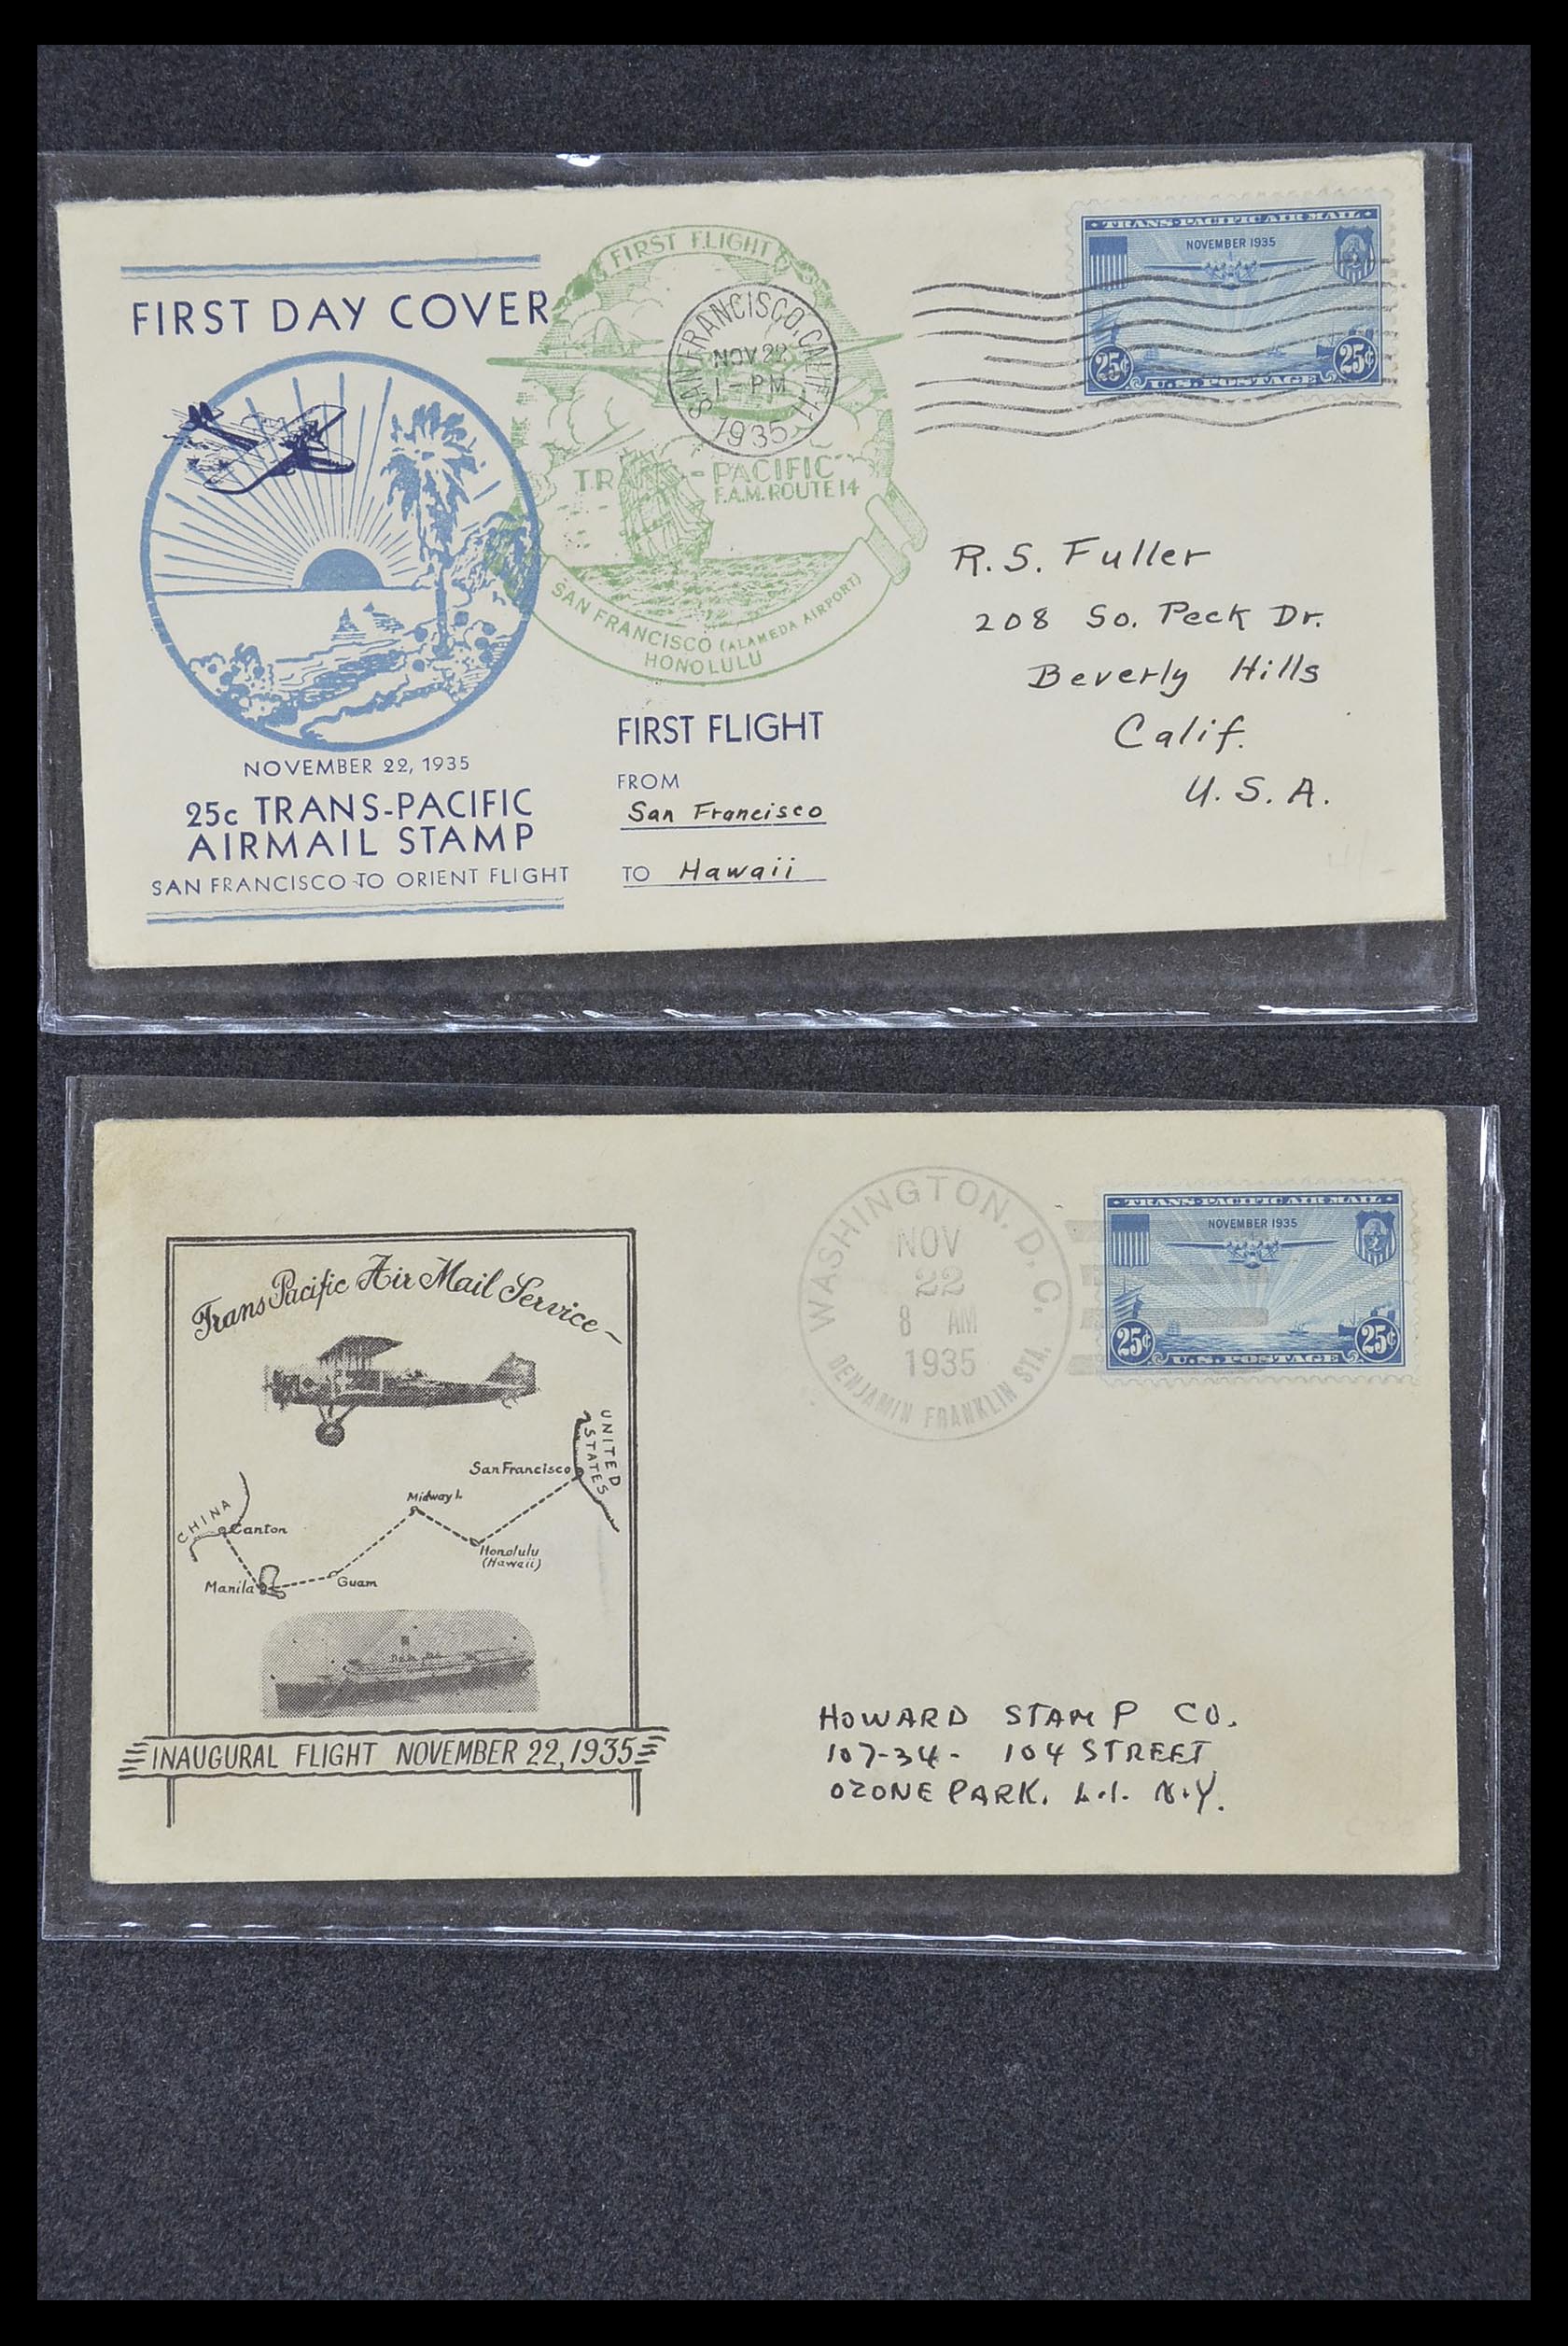 FIRST DAY COVER
NOVEMBER 22, 1935
25c TRANS-PACIFIC
AIRMAIL STAMP
SAN FRANCISCO TO ORIENT FLIGHT
FIRST FLIGHT
TRANS-PACIFIC
F.A.M. ROUTE 14
SAN FRANCISCO (ALAMEDA AIRPORT)
HONOLULU
SAN FRANCISCO, CALIF. 11
NOV 22
1 - PM
1935
FIRST FLIGHT
FROM
San Francisco
TO Hawaii
TRANS-PACIFIC AIR MAIL
NOVEMBER 1935
25¢ 25¢
U.S. POSTAGE
R. S. Fuller
208 So. Peck Dr.
Beverly Hills
Calif.
U. S. A.
Trans Pacific Air Mail Service
UNITED
STATES
San Francisco
Midway I.
CHINA
Canton
Honolulu
(Hawaii)
Manila
Guam
INAUGURAL FLIGHT NOVEMBER 22, 1935
WASHINGTON, D. C.
NOV
22
8 AM
1935
BENJAMIN FRANKLIN STA.
TRANS-PACIFIC AIR MAIL
NOVEMBER 1935
25¢ 25¢
U.S. POSTAGE
HOWARD STAMP CO.
107-34- 104 STREET
OZONE PARK. L.I. N.Y.